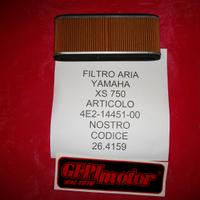 FILTRO ARIA
YAMAHA
XS 750
ARTICOLO
4E2-14451-00
NOSTRO
CODICE
26.4159
GEPImotor